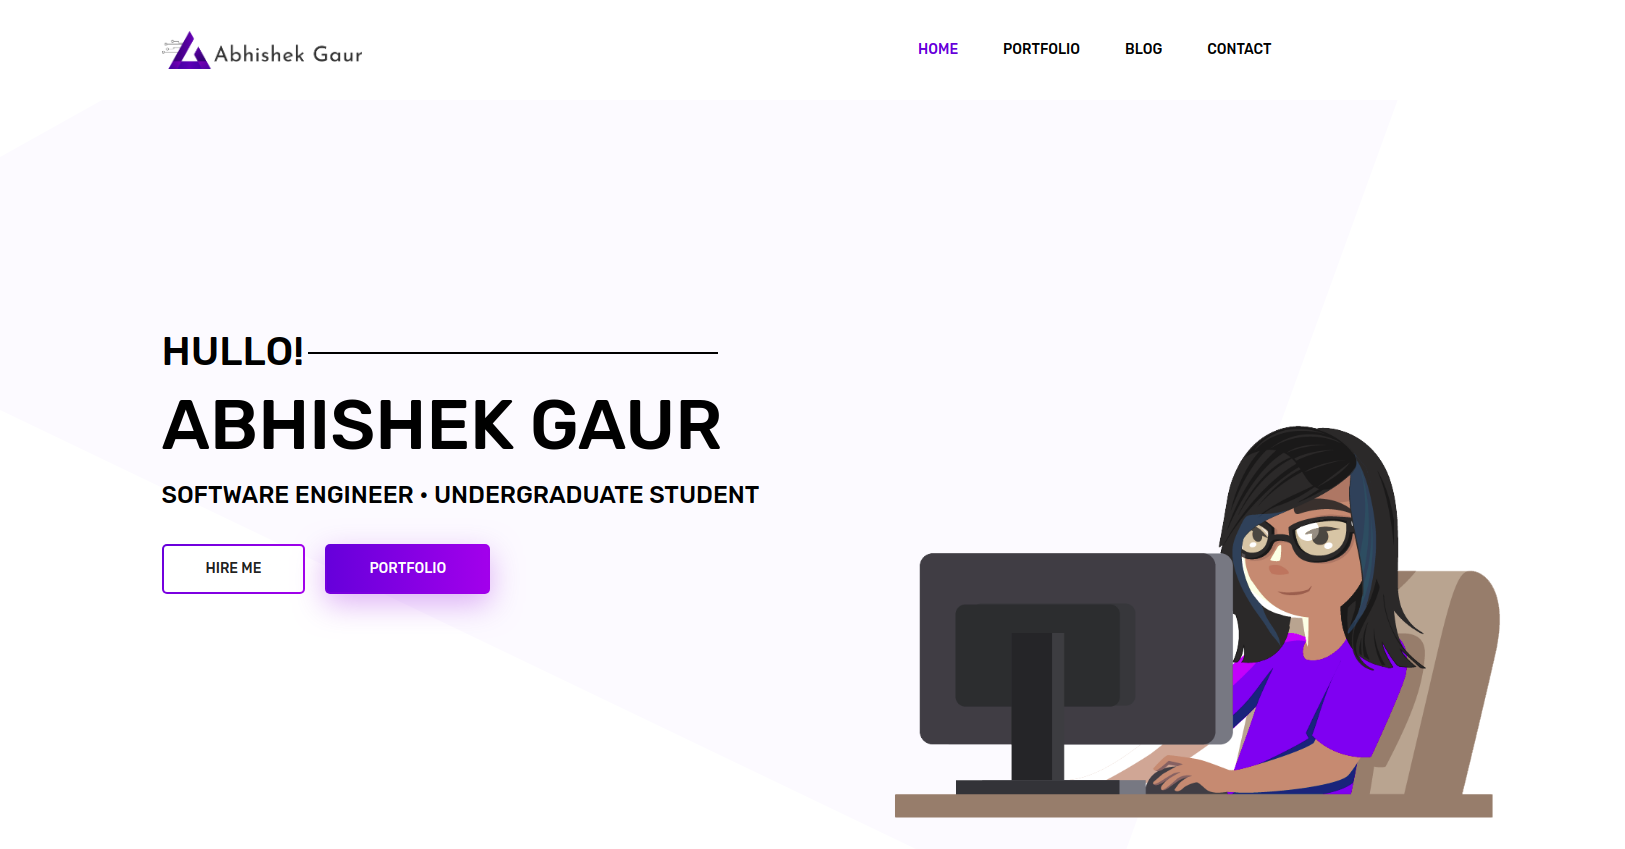 Abhishek Gaur
HOME PORTFOLIO BLOG CONTACT
HULLO!
ABHISHEK GAUR
SOFTWARE ENGINEER • UNDERGRADUATE STUDENT
HIRE ME PORTFOLIO